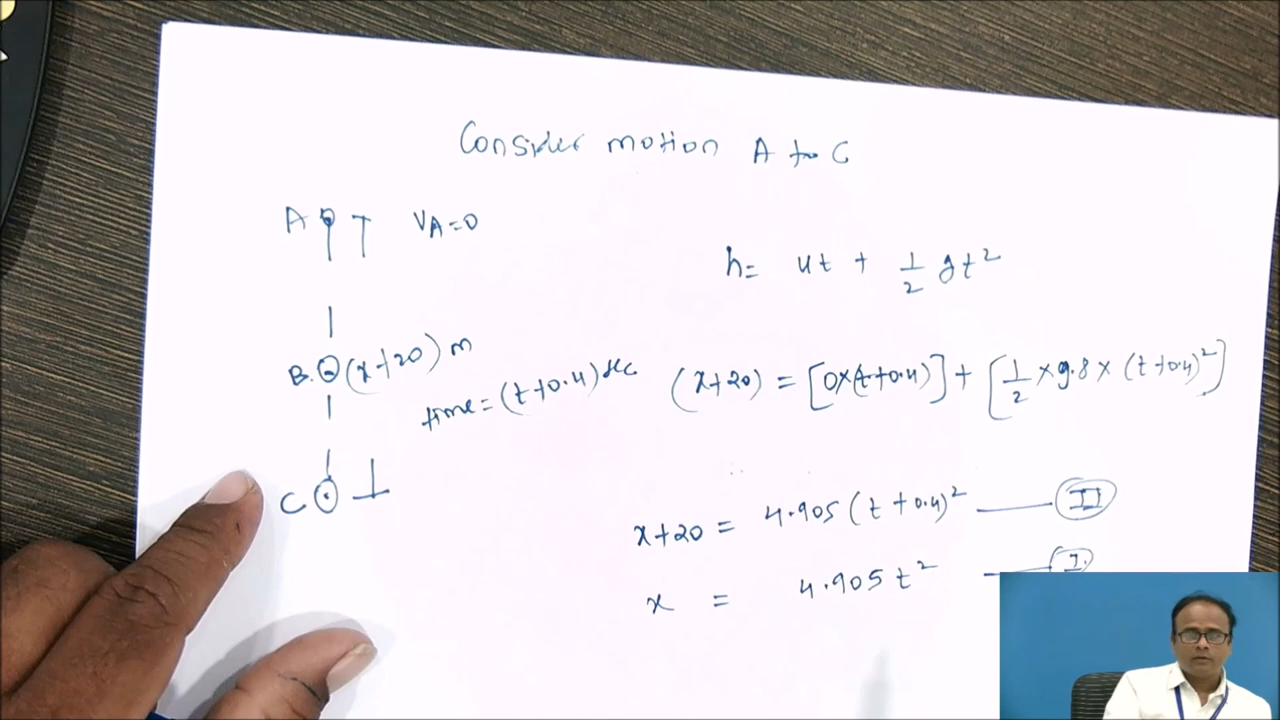 Consider motion A to C
A V_A=0
h= ut + 1/2 gt²
B. (x+20) m
time = (t+0.4) sec
(x+20) = [0×(t+0.4)] + [1/2 × 9.8 × (t+0.4)²]
C
x+20 = 4.905 (t+0.4)² — II
x = 4.905 t² — I.